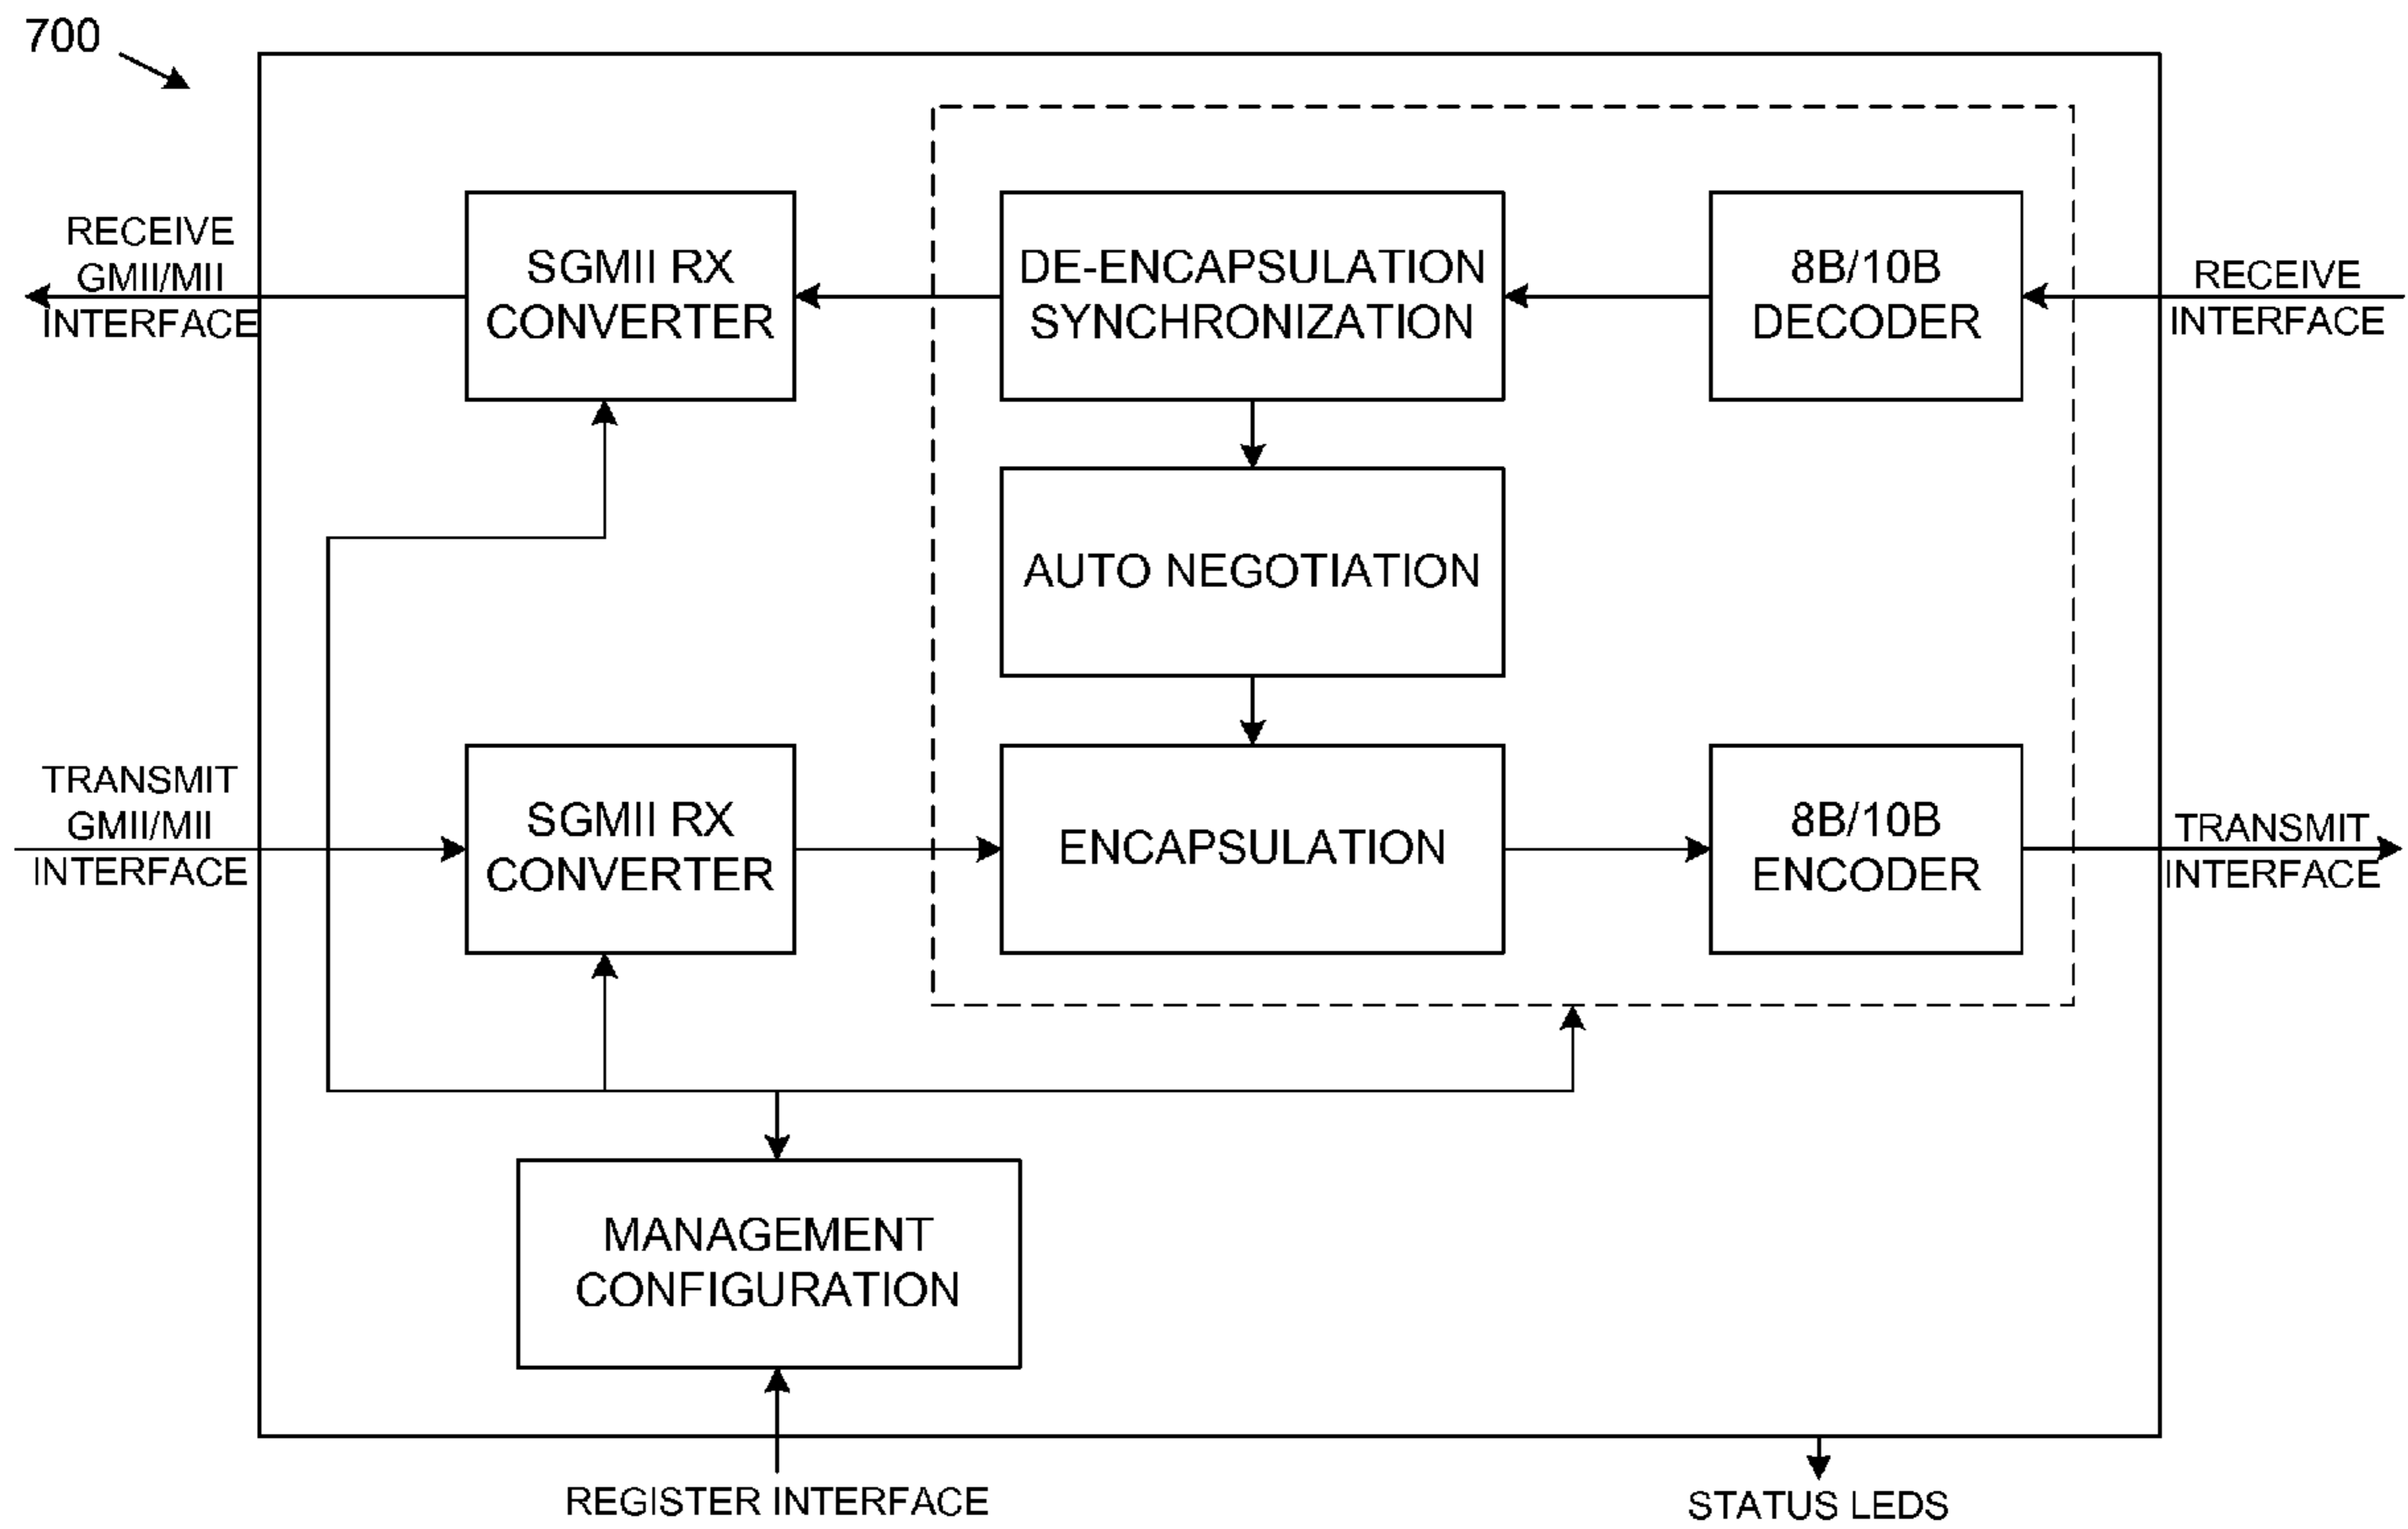 700
RECEIVE
GMII/MII
INTERFACE
SGMII RX
CONVERTER
DE-ENCAPSULATION
SYNCHRONIZATION
8B/10B
DECODER
RECEIVE
INTERFACE
AUTO NEGOTIATION
TRANSMIT
GMII/MII
INTERFACE
SGMII RX
CONVERTER
ENCAPSULATION
8B/10B
ENCODER
TRANSMIT
INTERFACE
MANAGEMENT
CONFIGURATION
REGISTER INTERFACE
STATUS LEDS